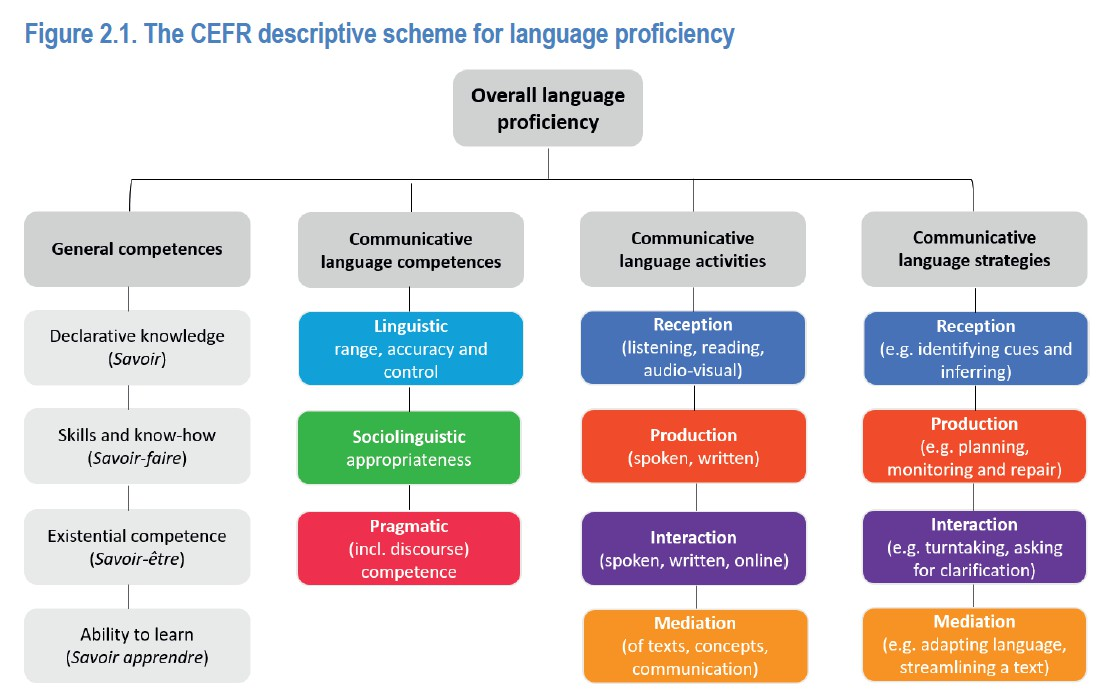 Figure 2.1. The CEFR descriptive scheme for language proficiency
Overall language
proficiency
General competences
Declarative knowledge
(Savoir)
Skills and know-how
(Savoir-faire)
Existential competence
(Savoir-être)
Ability to learn
(Savoir apprendre)
Communicative
language competences
Linguistic
range, accuracy and
control
Sociolinguistic
appropriateness
Pragmatic
(incl. discourse)
competence
Communicative
language activities
Reception
(listening, reading,
audio-visual)
Production
(spoken, written)
Interaction
(spoken, written, online)
Mediation
(of texts, concepts,
communication)
Communicative
language strategies
Reception
(e.g. identifying cues and
inferring)
Production
(e.g. planning,
monitoring and repair)
Interaction
(e.g. turntaking, asking
for clarification)
Mediation
(e.g. adapting language,
streamlining a text)